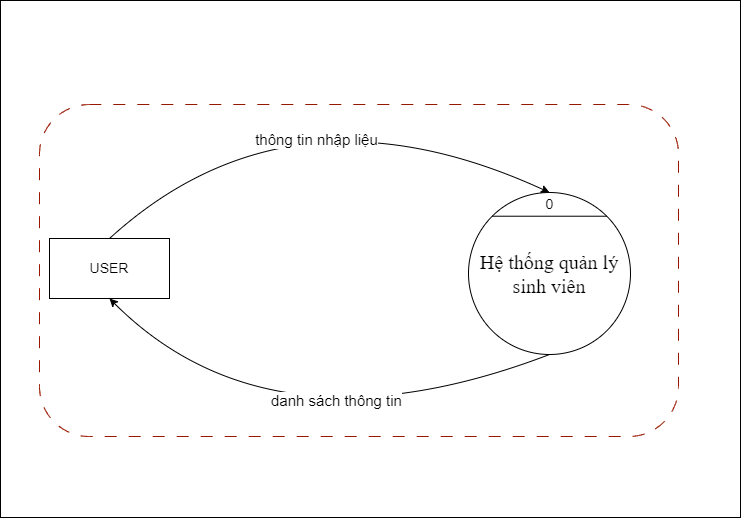 thông tin nhập liệu
0
USER
Hệ thống quản lý
sinh viên
danh sách thông tin